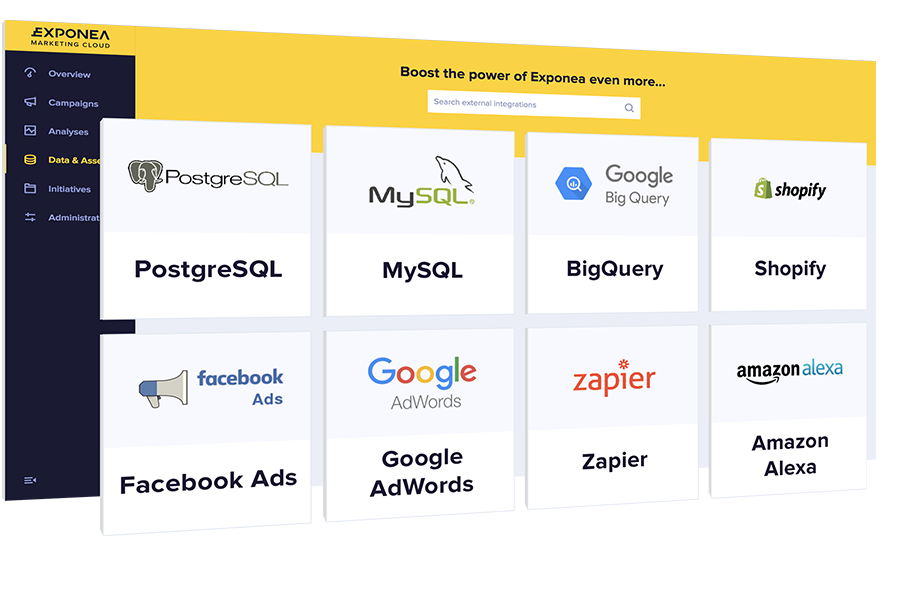 EXPONEA
MARKETING CLOUD
Overview
Campaigns
Analyses
Data & Asse
Initiatives
Administrat
Boost the power of Exponea even more...
Search external integrations
PostgreSQL
PostgreSQL
MySQL®
MySQL
Google
Big Query
BigQuery
shopify
Shopify
facebook
Ads
Facebook Ads
Google
AdWords
Google
AdWords
zapier
Zapier
amazon alexa
Amazon
Alexa